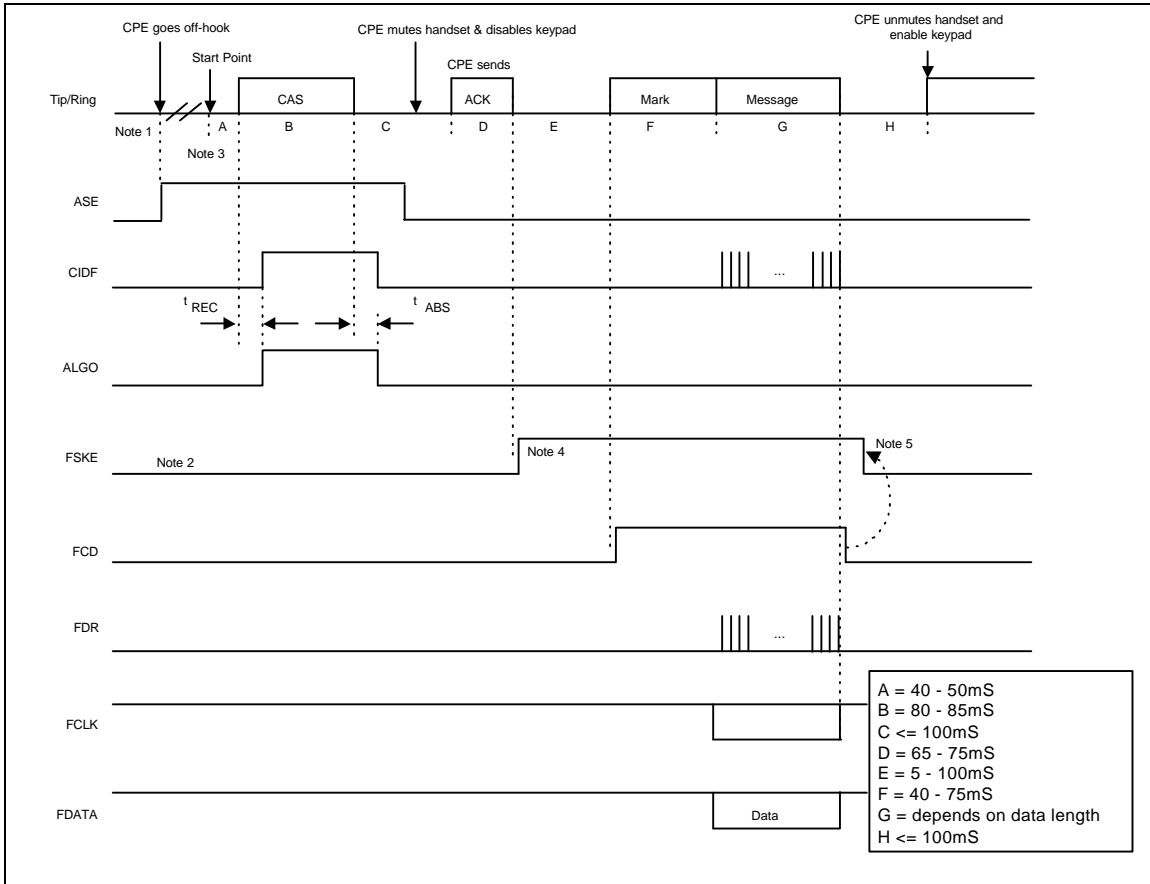 CPE goes off-hook
CPE mutes handset & disables keypad
CPE unmutes handset and
enable keypad
Start Point
CPE sends
Tip/Ring
CAS
ACK
Mark
Message
Note 1
A
B
C
D
E
F
G
H
Note 3
ASE
CIDF
...
t REC
t ABS
ALGO
FSKE
Note 2
Note 4
Note 5
FCD
FDR
...
FCLK
FDATA
Data
A = 40 - 50mS
B = 80 - 85mS
C <= 100mS
D = 65 - 75mS
E = 5 - 100mS
F = 40 - 75mS
G = depends on data length
H <= 100mS